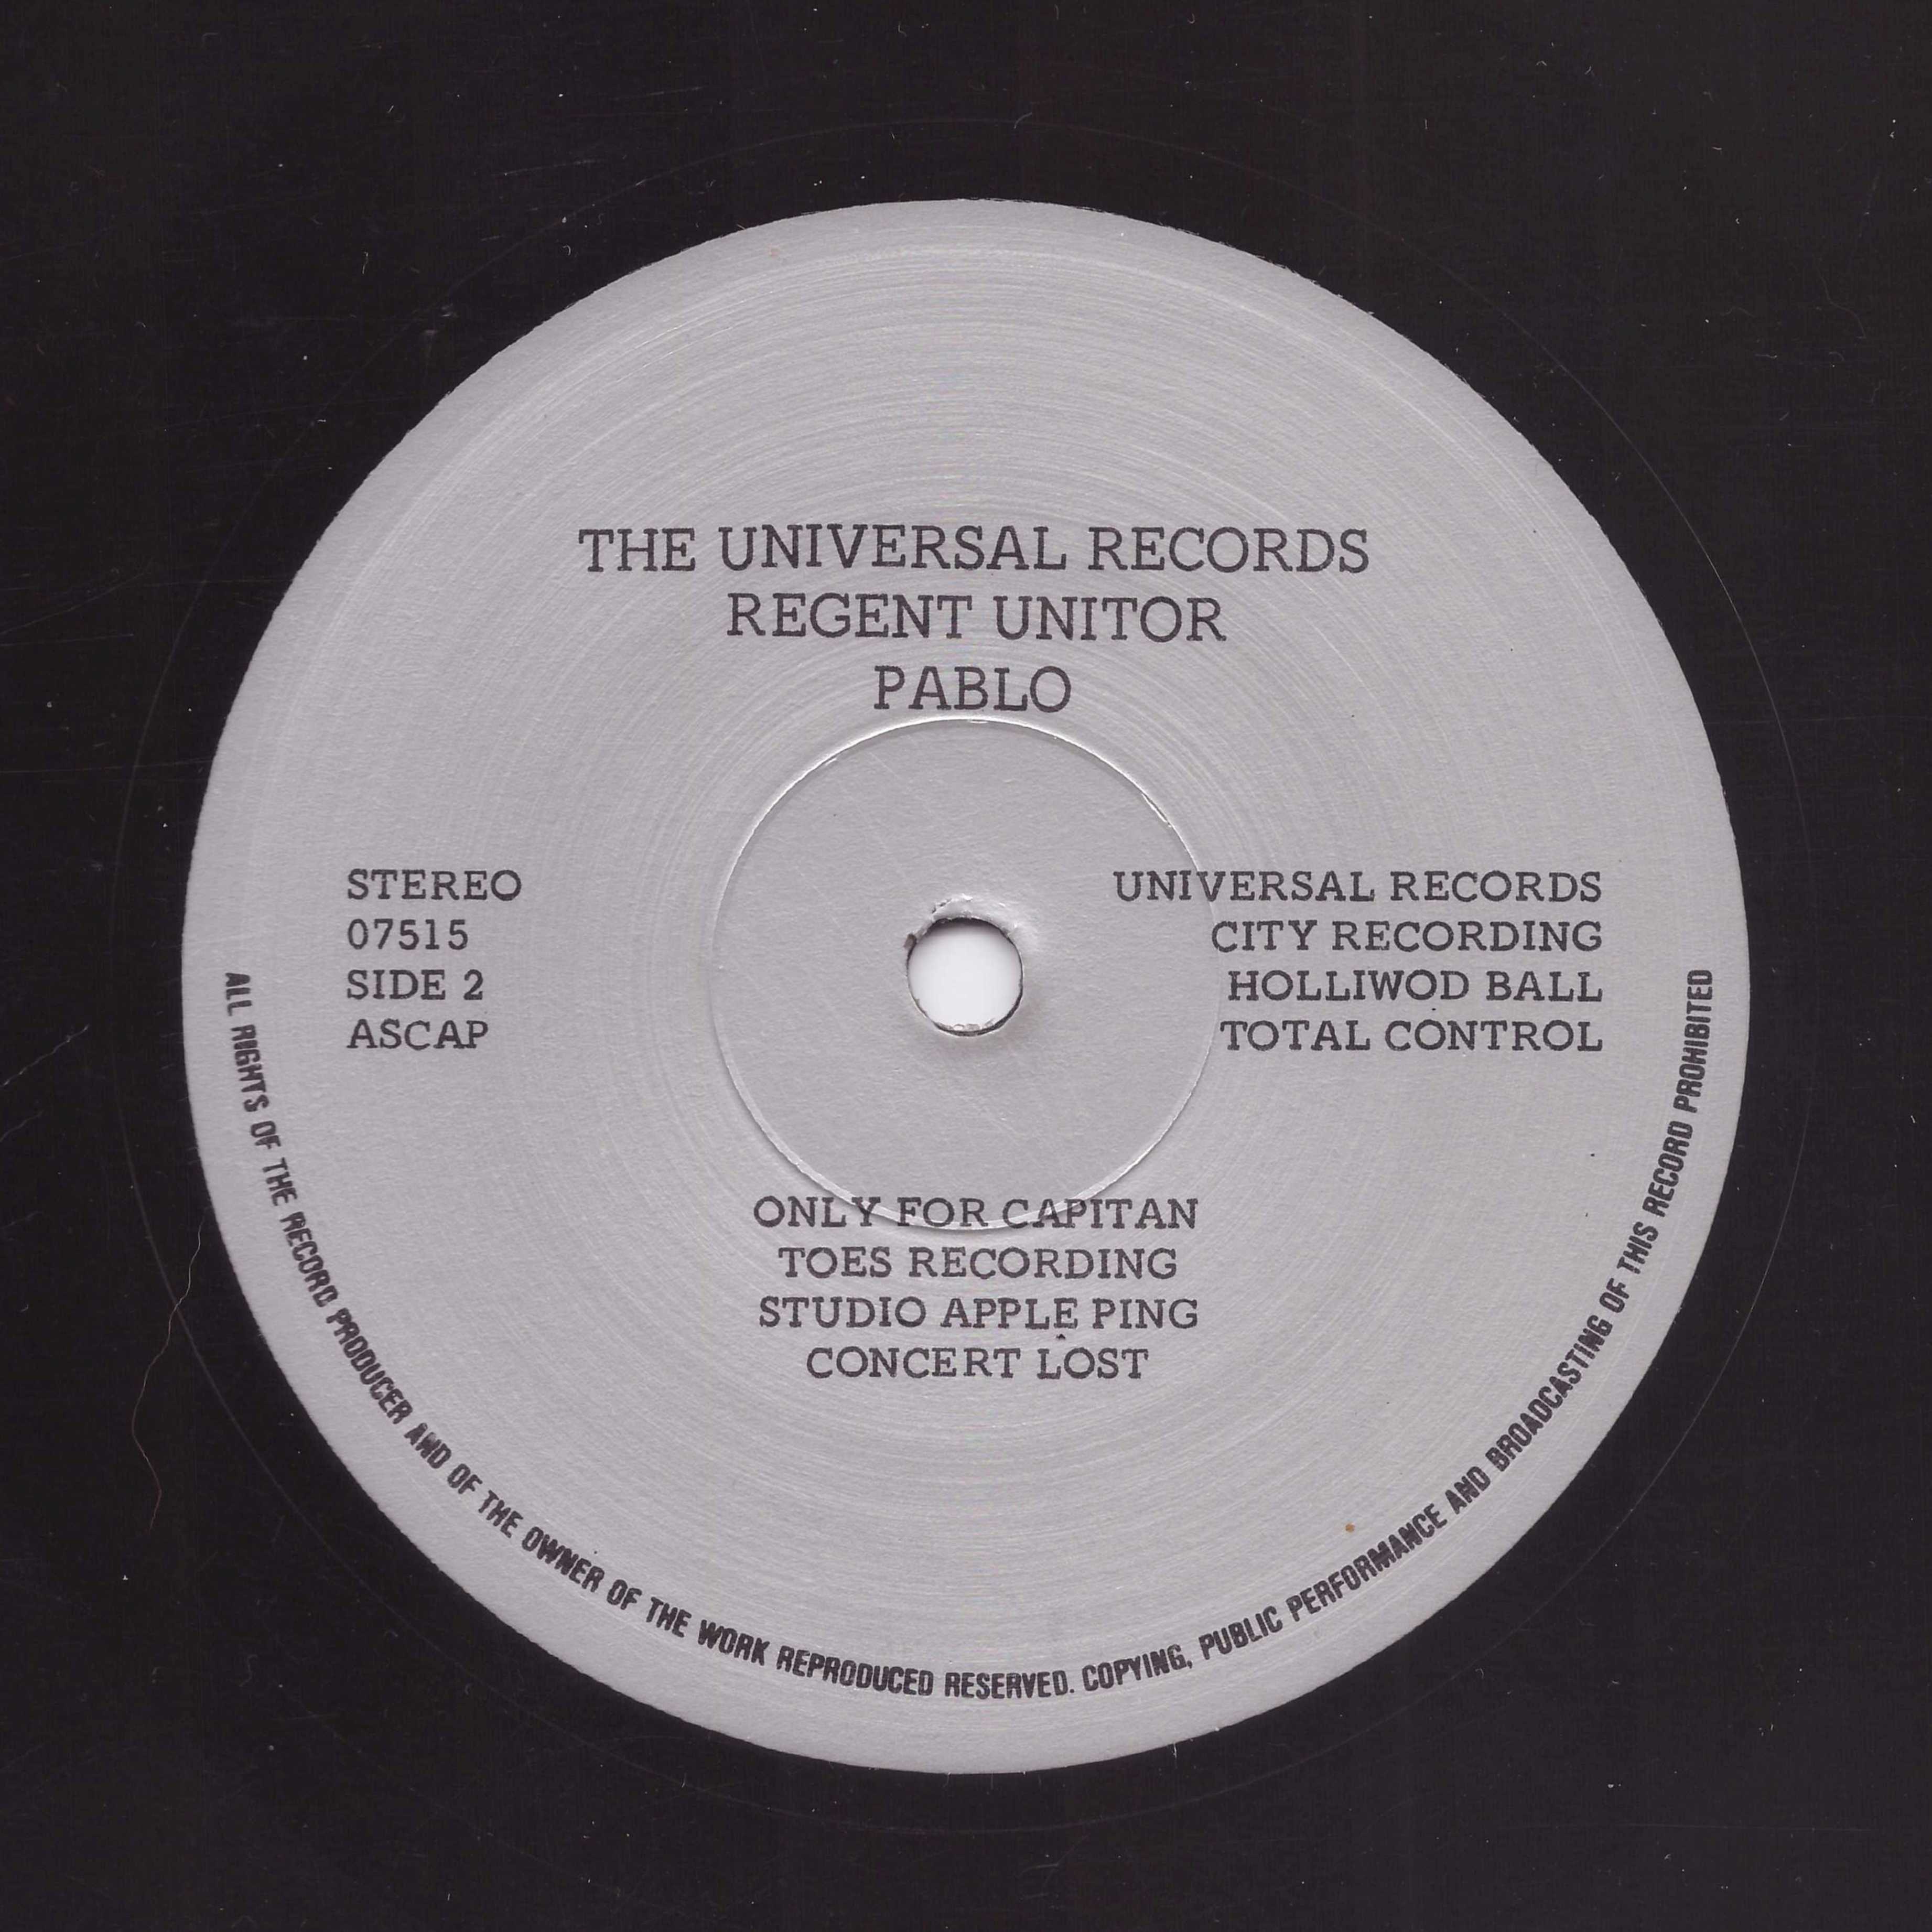 THE UNIVERSAL RECORDS
REGENT UNITOR
PABLO
STEREO
07515
SIDE 2
ASCAP
UNIVERSAL RECORDS
CITY RECORDING
HOLLIWOD BALL
TOTAL CONTROL
ONLY FOR CAPITAN
TOES RECORDING
STUDIO APPLE PING
CONCERT LOST
ALL RIGHTS OF THE RECORD PRODUCER AND OF THE OWNER OF THE WORK REPRODUCED RESERVED. COPYING, PUBLIC PERFORMANCE AND BROADCASTING OF THIS RECORD PROHIBITED